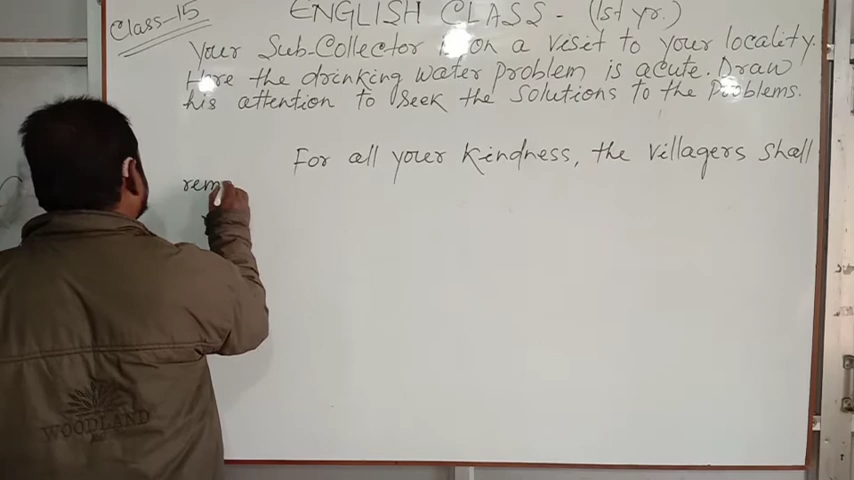 Class-15
ENGLISH CLASS - (1st yr.)
Your Sub-Collector is on a visit to your locality.
Here the drinking water problem is acute. Draw
his attention to seek the solutions to the problems.
For all your kindness, the villagers shall
rem
WOODLAND